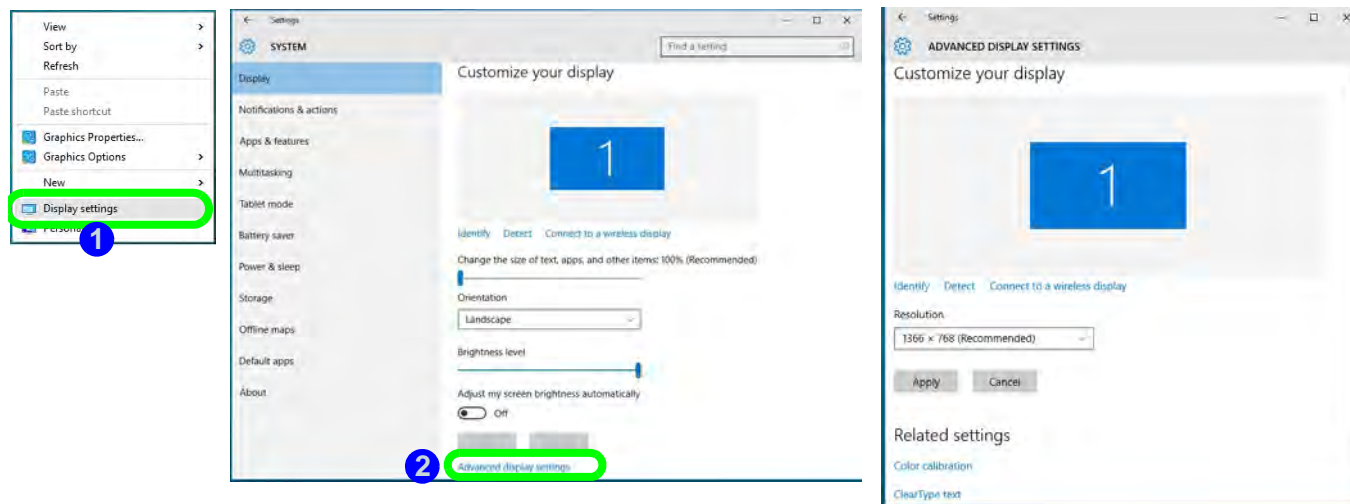 View
Sort by
Refresh
Paste
Paste shortcut
Graphics Properties...
Graphics Options
New
Display settings
1
Settings
SYSTEM
Find a setting
Display
Notifications & actions
Apps & features
Multitasking
Tablet mode
Battery saver
Power & sleep
Storage
Offline maps
Default apps
About
Customize your display
1
Identify Detect Connect to a wireless display
Change the size of text, apps, and other items: 100% (Recommended)
Orientation
Landscape
Brightness level
Adjust my screen brightness automatically
Off
2
Advanced display settings
Settings
ADVANCED DISPLAY SETTINGS
Customize your display
1
Identify Detect Connect to a wireless display
Resolution
1366 × 768 (Recommended)
Apply Cancel
Related settings
Color calibration
ClearType text